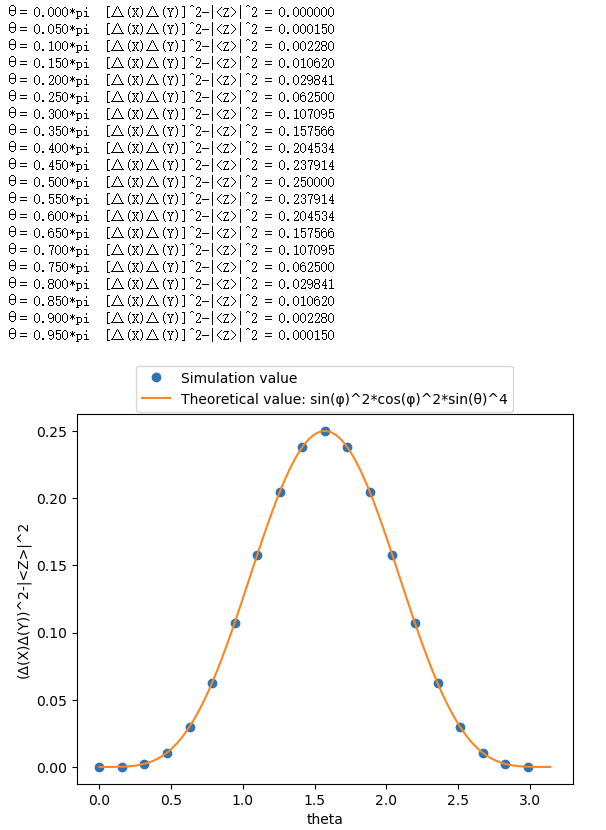 θ= 0.000*pi [Δ(X)Δ(Y)]^2-|<Z>|^2 = 0.000000
θ= 0.050*pi [Δ(X)Δ(Y)]^2-|<Z>|^2 = 0.000150
θ= 0.100*pi [Δ(X)Δ(Y)]^2-|<Z>|^2 = 0.002280
θ= 0.150*pi [Δ(X)Δ(Y)]^2-|<Z>|^2 = 0.010620
θ= 0.200*pi [Δ(X)Δ(Y)]^2-|<Z>|^2 = 0.029841
θ= 0.250*pi [Δ(X)Δ(Y)]^2-|<Z>|^2 = 0.062500
θ= 0.300*pi [Δ(X)Δ(Y)]^2-|<Z>|^2 = 0.107095
θ= 0.350*pi [Δ(X)Δ(Y)]^2-|<Z>|^2 = 0.157566
θ= 0.400*pi [Δ(X)Δ(Y)]^2-|<Z>|^2 = 0.204534
θ= 0.450*pi [Δ(X)Δ(Y)]^2-|<Z>|^2 = 0.237914
θ= 0.500*pi [Δ(X)Δ(Y)]^2-|<Z>|^2 = 0.250000
θ= 0.550*pi [Δ(X)Δ(Y)]^2-|<Z>|^2 = 0.237914
θ= 0.600*pi [Δ(X)Δ(Y)]^2-|<Z>|^2 = 0.204534
θ= 0.650*pi [Δ(X)Δ(Y)]^2-|<Z>|^2 = 0.157566
θ= 0.700*pi [Δ(X)Δ(Y)]^2-|<Z>|^2 = 0.107095
θ= 0.750*pi [Δ(X)Δ(Y)]^2-|<Z>|^2 = 0.062500
θ= 0.800*pi [Δ(X)Δ(Y)]^2-|<Z>|^2 = 0.029841
θ= 0.850*pi [Δ(X)Δ(Y)]^2-|<Z>|^2 = 0.010620
θ= 0.900*pi [Δ(X)Δ(Y)]^2-|<Z>|^2 = 0.002280
θ= 0.950*pi [Δ(X)Δ(Y)]^2-|<Z>|^2 = 0.000150
Simulation value
Theoretical value: sin(φ)^2*cos(φ)^2*sin(θ)^4
(Δ(X)Δ(Y))^2-|<Z>|^2
0.25
0.20
0.15
0.10
0.05
0.00
0.0 0.5 1.0 1.5 2.0 2.5 3.0
theta